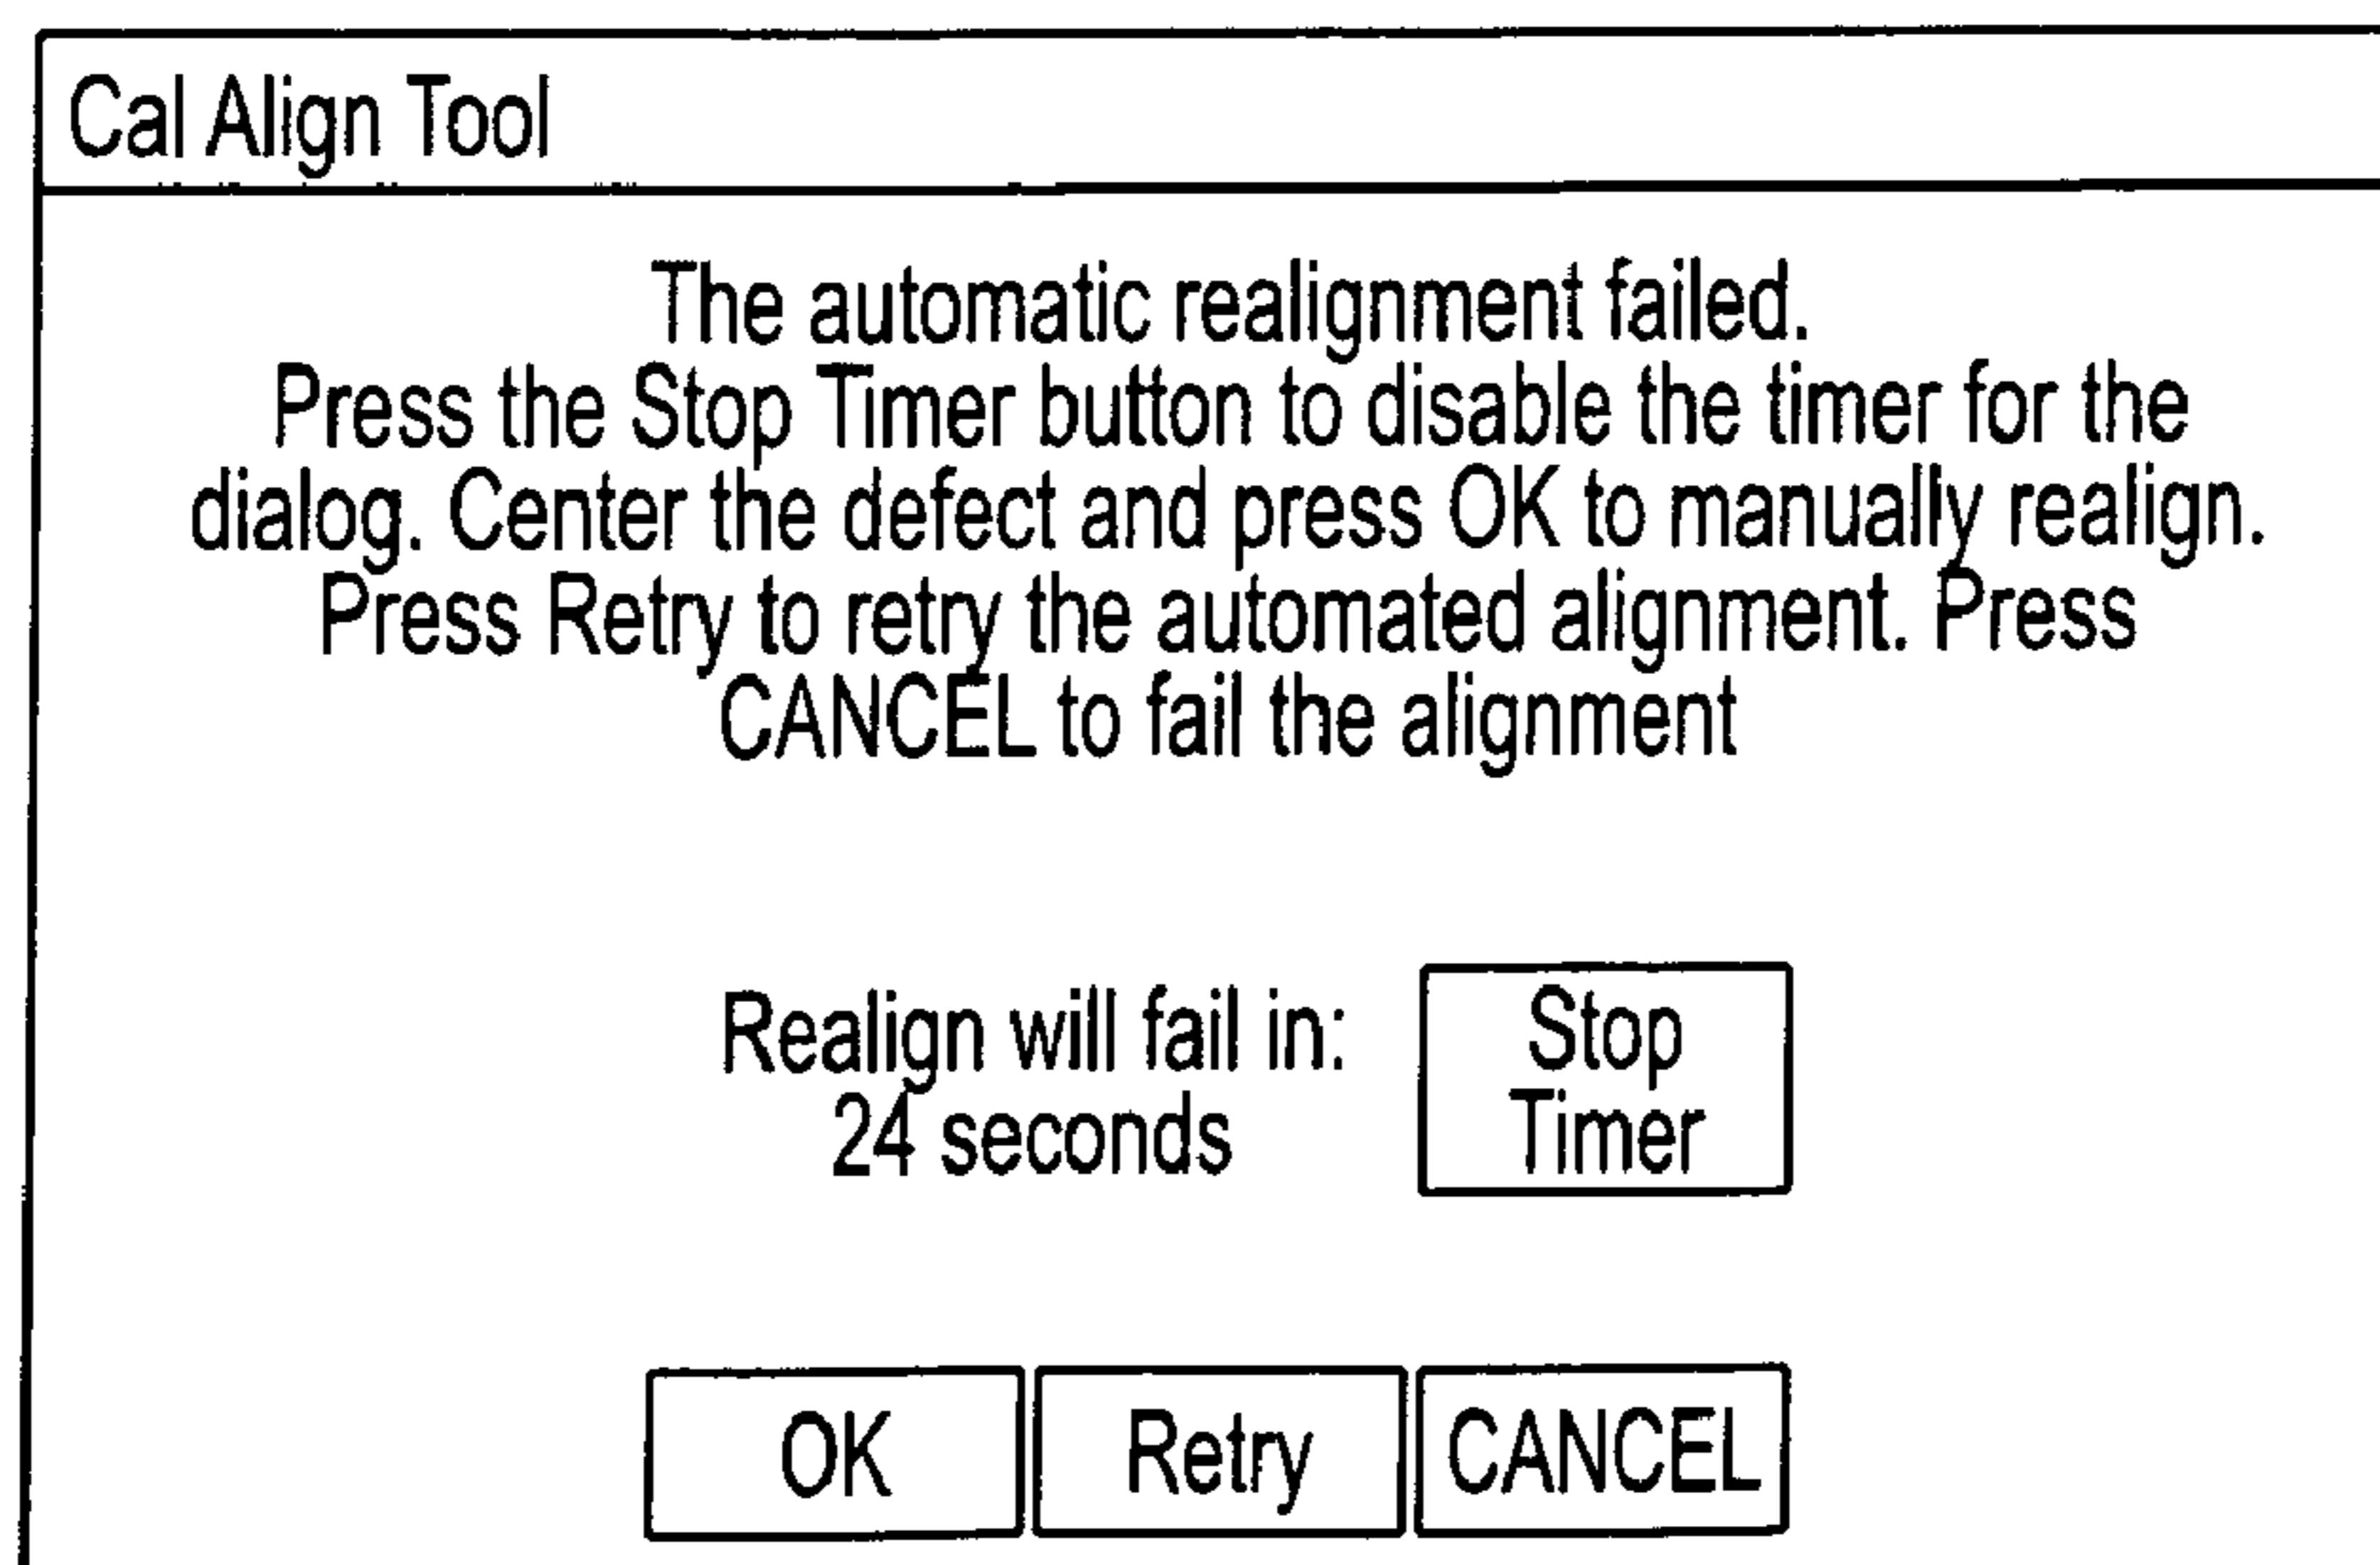 Cal Align Tool
The automatic realignment failed.
Press the Stop Timer button to disable the timer for the
dialog. Center the defect and press OK to manually realign.
Press Retry to retry the automated alignment. Press
CANCEL to fail the alignment
Realign will fail in:
24 seconds
Stop
Timer
OK
Retry
CANCEL